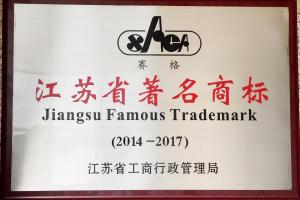 SAGA
赛格
江苏省著名商标
Jiangsu Famous Trademark
(2014-2017)
江苏省工商行政管理局